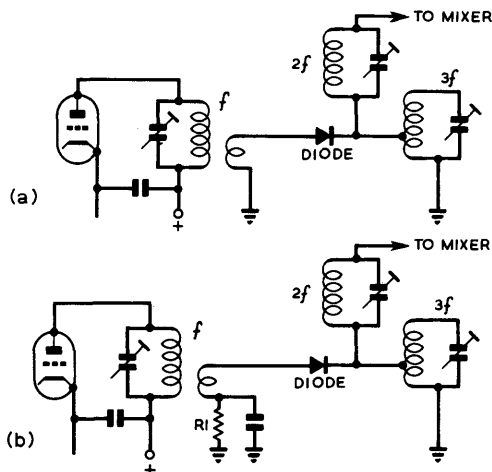 TO MIXER
2f
3f
f
DIODE
(a)
+
TO MIXER
2f
3f
f
DIODE
R1
(b)
+